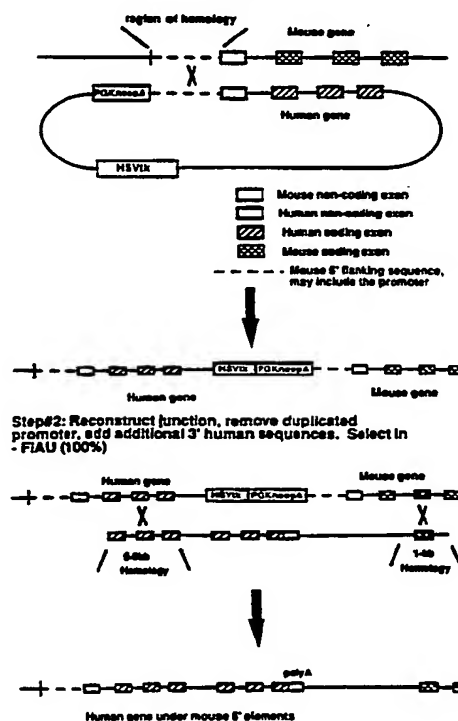 region of homology
Mouse gene
PGKneopA
Human gene
HSVtk
Mouse non-coding exon
Human non-coding exon
Human coding exon
Mouse coding exon
Mouse 5' flanking sequence,
may include the promoter
HSVtk PGKneopA
Human gene
Mouse gene
Step#2: Reconstruct junction, remove duplicated
promoter, add additional 3' human sequences. Select in
- FIAU (100%)
Human gene
Mouse gene
HSVtk PGKneopA
Homology
Homology
polyA
Human gene under mouse 5' elements